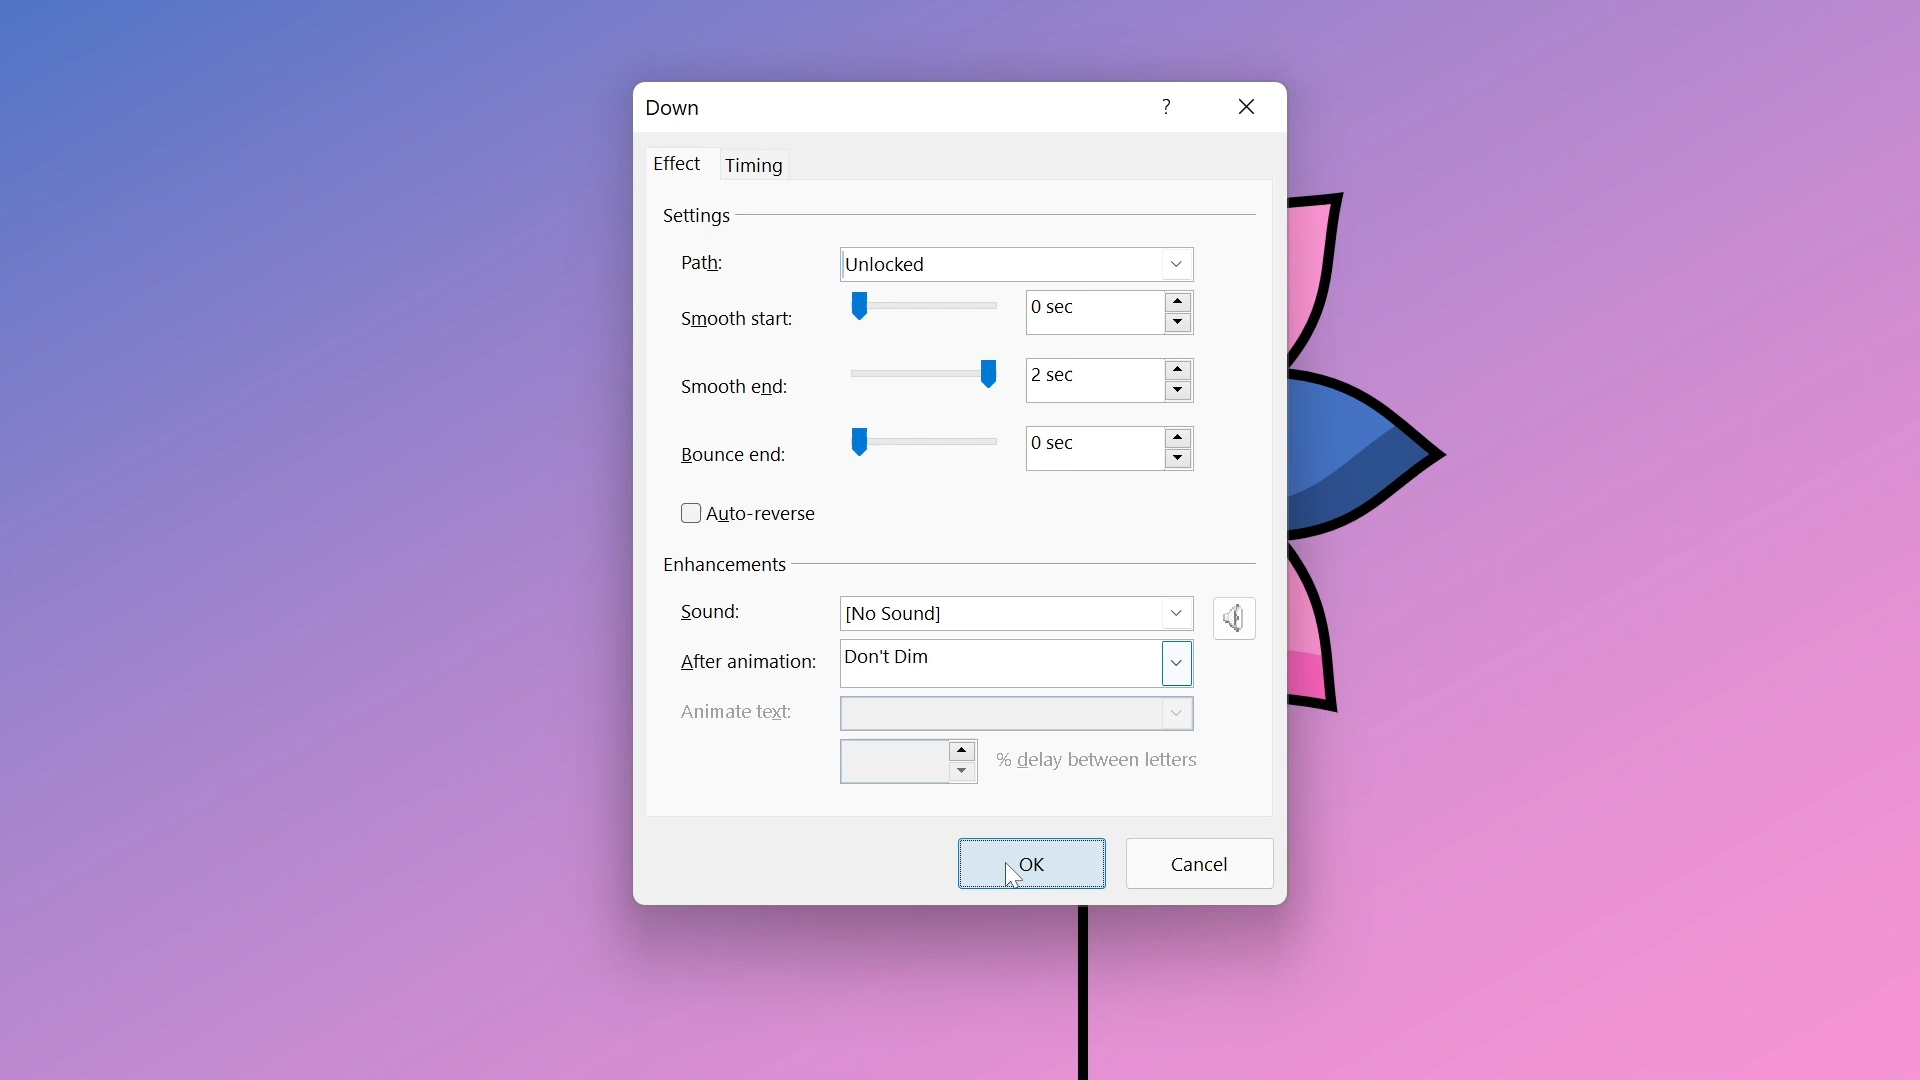 Down ?
Effect Timing
Settings
Path: Unlocked
Smooth start: 0 sec
Smooth end: 2 sec
Bounce end: 0 sec
Auto-reverse
Enhancements
Sound: [No Sound]
After animation: Don't Dim
Animate text:
% delay between letters
OK Cancel